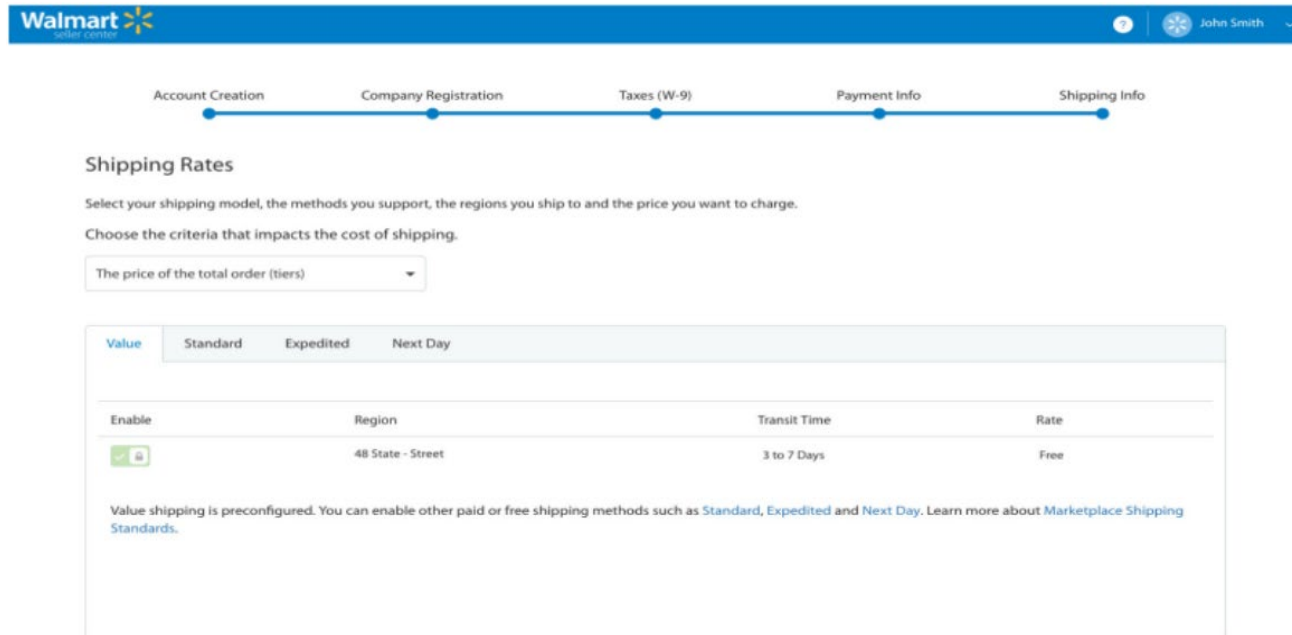 Walmart
seller center
?
John Smith
Account Creation
Company Registration
Taxes (W-9)
Payment Info
Shipping Info
Shipping Rates
Select your shipping model, the methods you support, the regions you ship to and the price you want to charge.
Choose the criteria that impacts the cost of shipping.
The price of the total order (tiers)
Value
Standard
Expedited
Next Day
Enable
Region
Transit Time
Rate
48 State - Street
3 to 7 Days
Free
Value shipping is preconfigured. You can enable other paid or free shipping methods such as Standard, Expedited and Next Day. Learn more about Marketplace Shipping
Standards.